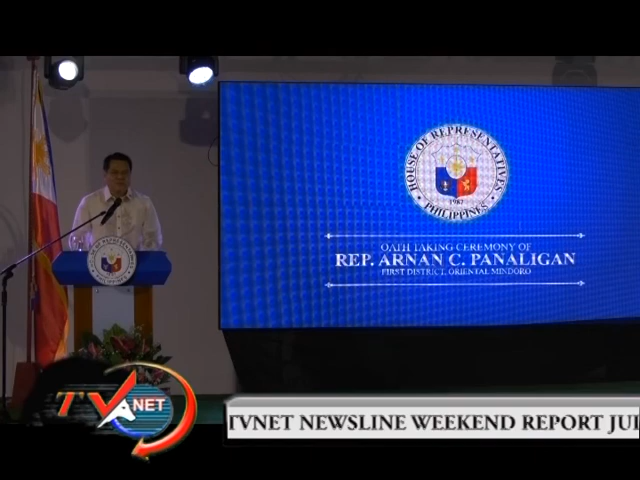 HOUSE OF REPRESENTATIVES
1987
PHILIPPINES
OATH TAKING CEREMONY OF
REP. ARNAN C. PANALIGAN
FIRST DISTRICT, ORIENTAL MINDORO
TV NET
TVNET NEWSLINE WEEKEND REPORT JUL